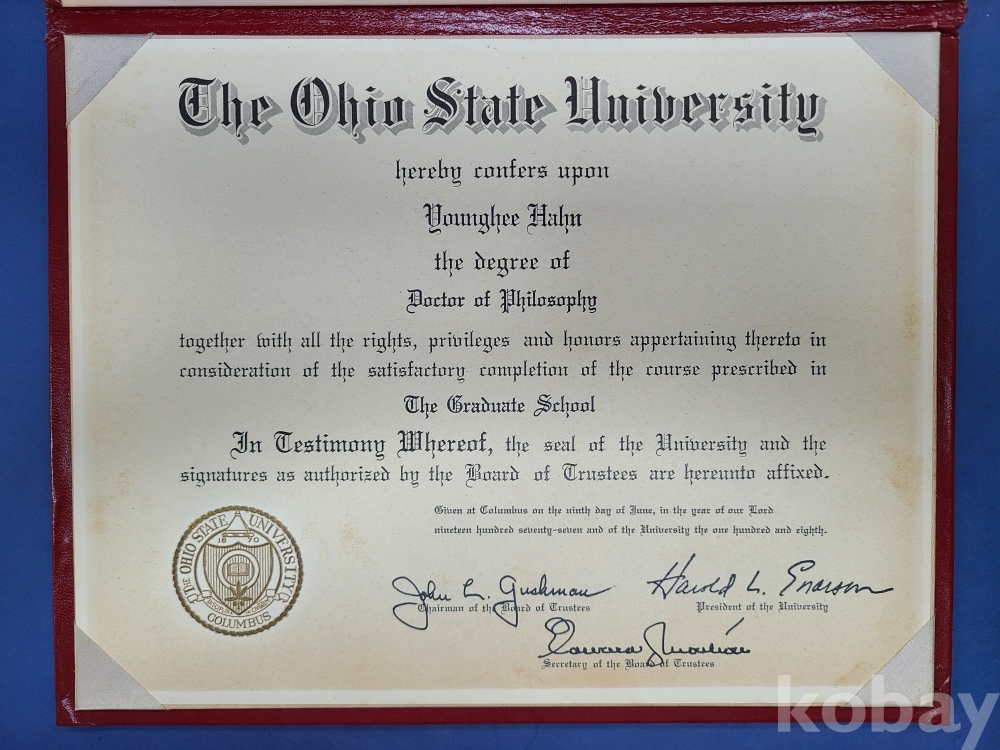 The Ohio State University
hereby confers upon
Younghee Hahn
the degree of
Doctor of Philosophy
together with all the rights, privileges and honors appertaining thereto in
consideration of the satisfactory completion of the course prescribed in
The Graduate School
In Testimony Whereof, the seal of the University and the
signatures as authorized by the Board of Trustees are hereunto affixed.
Given at Columbus on the ninth day of June, in the year of our Lord
nineteen hundred seventy-seven and of the University the one hundred and eighth.
THE OHIO STATE UNIVERSITY
18 70
COLUMBUS
John L. Gushman
Chairman of the Board of Trustees
Harold L. Enarson
President of the University
Secretary of the Board of Trustees
kobay